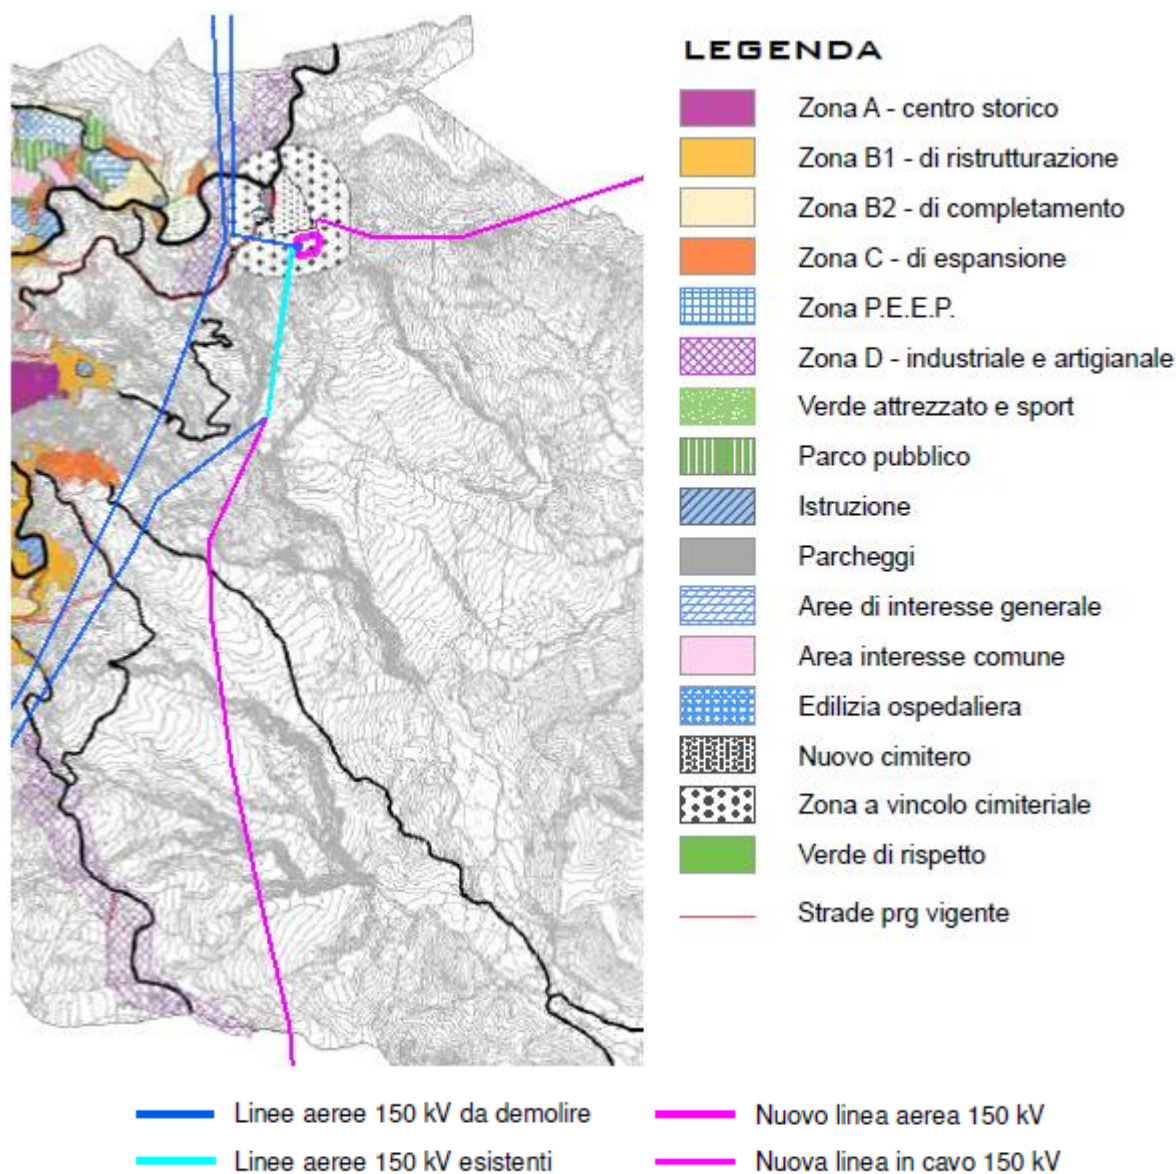 LEGENDA
Zona A - centro storico
Zona B1 - di ristrutturazione
Zona B2 - di completamento
Zona C - di espansione
Zona P.E.E.P.
Zona D - industriale e artigianale
Verde attrezzato e sport
Parco pubblico
Istruzione
Parcheggi
Aree di interesse generale
Area interesse comune
Edilizia ospedaliera
Nuovo cimitero
Zona a vincolo cimiteriale
Verde di rispetto
Strade prg vigente
Linee aeree 150 kV da demolire
Nuovo linea aerea 150 kV
Linee aeree 150 kV esistenti
Nuova linea in cavo 150 kV